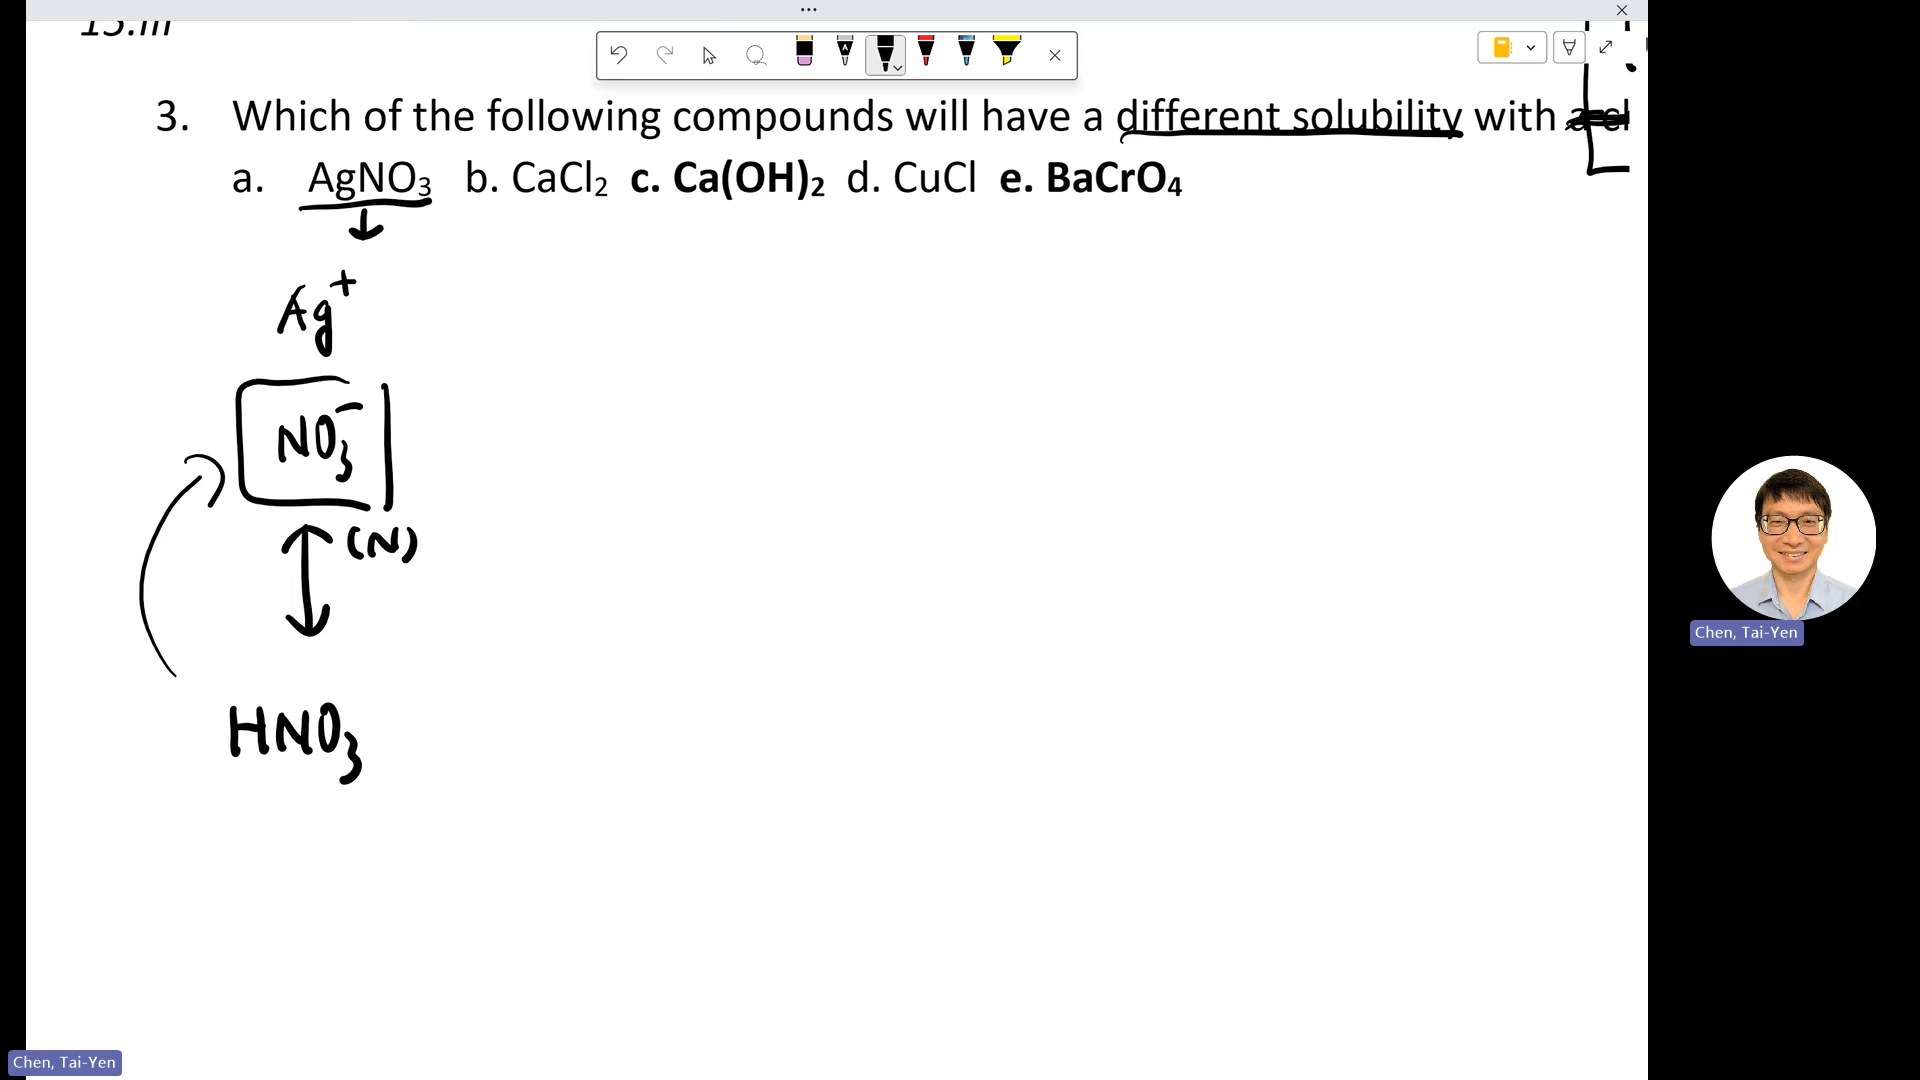 3. Which of the following compounds will have a different solubility with
a. AgNO₃ b. CaCl₂ c. Ca(OH)₂ d. CuCl e. BaCrO₄
Ag⁺
NO₃⁻
(N)
HNO₃
Chen, Tai-Yen
Chen, Tai-Yen